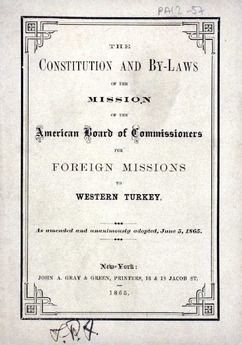 PA12-57
THE
CONSTITUTION AND BY-LAWS
OF THE
MISSION
OF THE
American Board of Commissioners
FOR
FOREIGN MISSIONS
TO
WESTERN TURKEY.
As amended and unanimously adopted, June 5, 1865.
New-York:
JOHN A. GRAY & GREEN, PRINTERS, 16 & 18 JACOB ST.
1865.